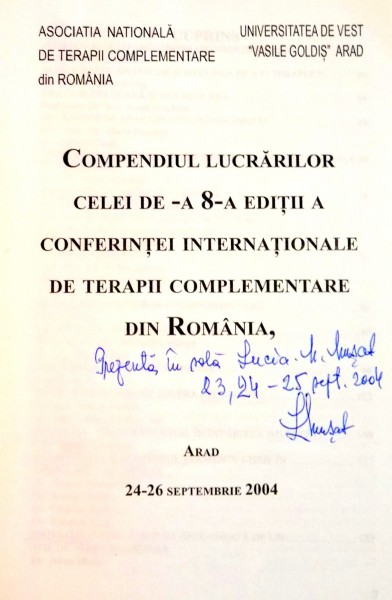 ASOCIATIA NATIONALĂ
DE TERAPII COMPLEMENTARE
din ROMÂNIA
UNIVERSITATEA DE VEST
“VASILE GOLDIȘ” ARAD
COMPENDIUL LUCRĂRILOR
CELEI DE -A 8-A EDIȚII A
CONFERINȚEI INTERNAȚIONALE
DE TERAPII COMPLEMENTARE
DIN ROMÂNIA,
Prezentă în sală Lucia M. Mușat
23, 24 – 25 sept. 2004
LMușat
ARAD
24-26 SEPTEMBRIE 2004